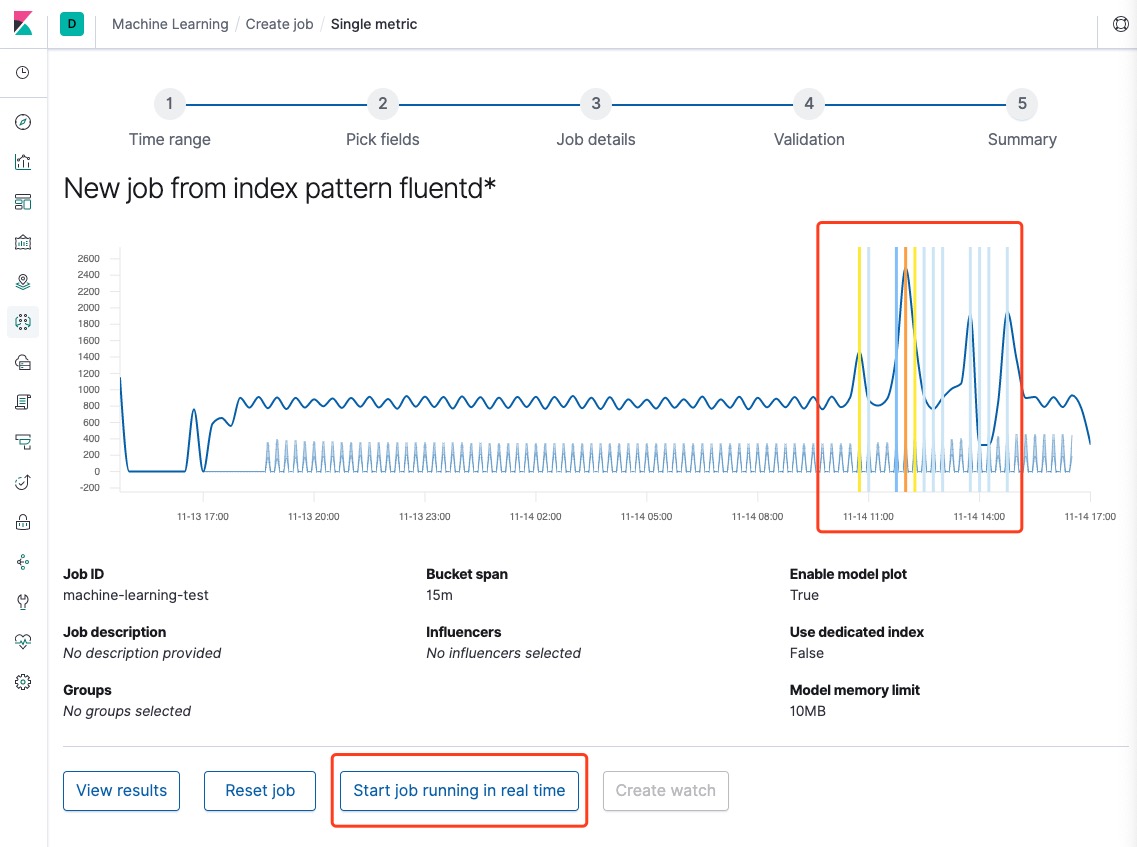 D Machine Learning / Create job / Single metric
1 2 3 4 5
Time range Pick fields Job details Validation Summary
New job from index pattern fluentd*
2600
2400
2200
2000
1800
1600
1400
1200
1000
800
600
400
200
0
-200
11-13 17:00 11-13 20:00 11-13 23:00 11-14 02:00 11-14 05:00 11-14 08:00 11-14 11:00 11-14 14:00 11-14 17:00
Job ID Bucket span Enable model plot
machine-learning-test 15m True
Job description Influencers Use dedicated index
No description provided No influencers selected False
Groups Model memory limit
No groups selected 10MB
View results Reset job Start job running in real time Create watch